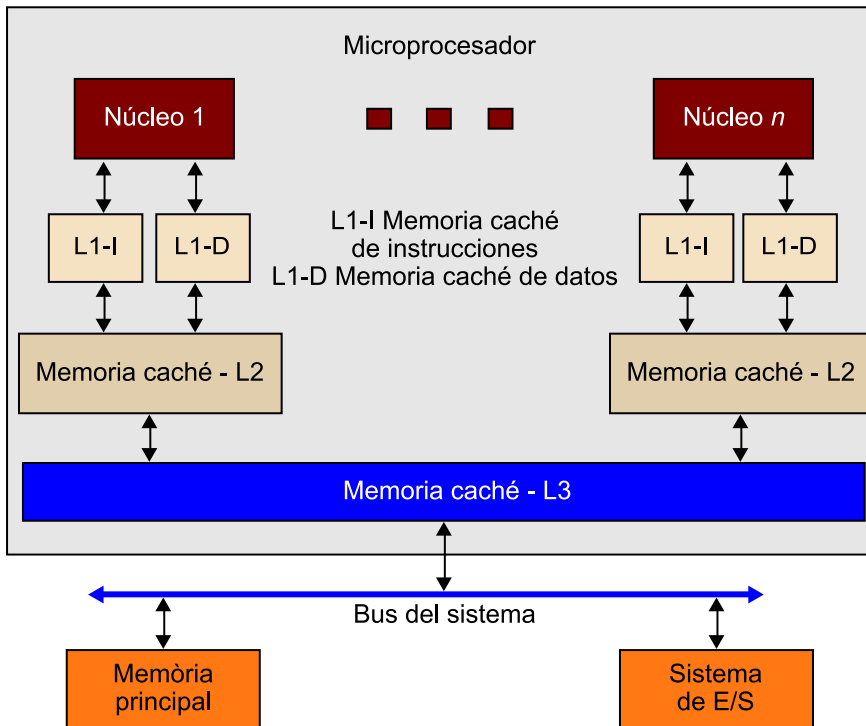 Microprocesador
Núcleo 1
Núcleo n
L1-I
L1-D
L1-I Memoria caché
de instrucciones
L1-D Memoria caché de datos
L1-I
L1-D
Memoria caché - L2
Memoria caché - L2
Memoria caché - L3
Bus del sistema
Memòria
principal
Sistema
de E/S